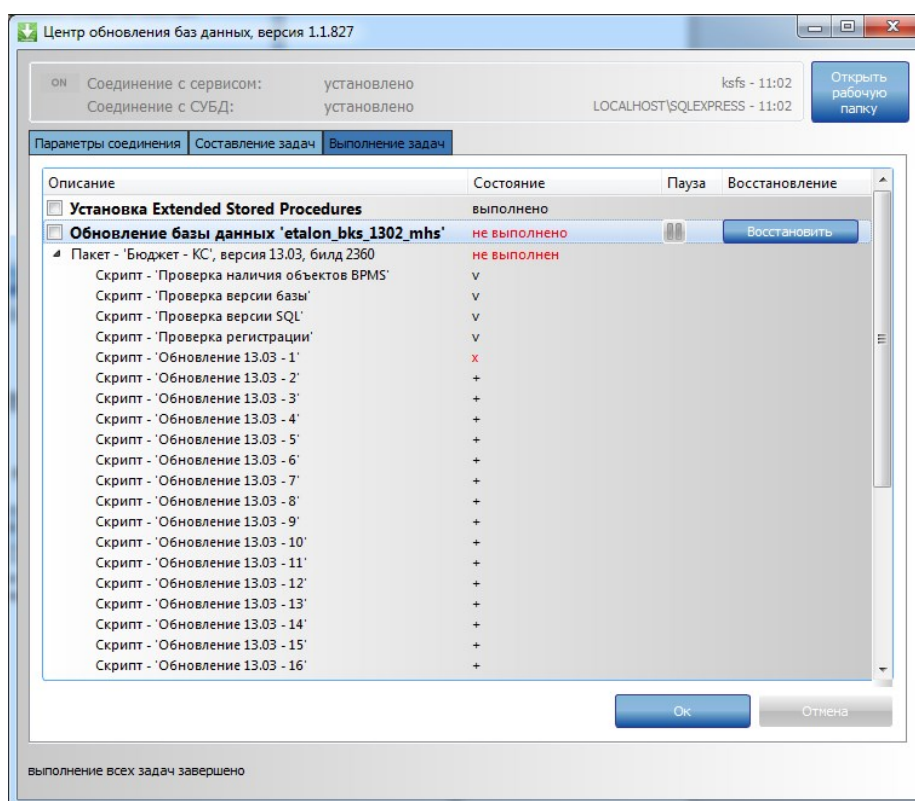 Центр обновления баз данных, версия 1.1.827
ON Соединение с сервисом: установлено ksfs - 11:02
Соединение с СУБД: установлено LOCALHOST\SQLEXPRESS - 11:02
Открыть
рабочую
папку
Параметры соединения Составление задач Выполнение задач
Описание Состояние Пауза Восстановление
Установка Extended Stored Procedures выполнено
Обновление базы данных 'etalon_bks_1302_mhs' не выполнено Восстановить
Пакет - 'Бюджет - КС', версия 13.03, билд 2360 не выполнен
Скрипт - 'Проверка наличия объектов BPMS' v
Скрипт - 'Проверка версии базы' v
Скрипт - 'Проверка версии SQL' v
Скрипт - 'Проверка регистрации' v
Скрипт - 'Обновление 13.03 - 1' x
Скрипт - 'Обновление 13.03 - 2' +
Скрипт - 'Обновление 13.03 - 3' +
Скрипт - 'Обновление 13.03 - 4' +
Скрипт - 'Обновление 13.03 - 5' +
Скрипт - 'Обновление 13.03 - 6' +
Скрипт - 'Обновление 13.03 - 7' +
Скрипт - 'Обновление 13.03 - 8' +
Скрипт - 'Обновление 13.03 - 9' +
Скрипт - 'Обновление 13.03 - 10' +
Скрипт - 'Обновление 13.03 - 11' +
Скрипт - 'Обновление 13.03 - 12' +
Скрипт - 'Обновление 13.03 - 13' +
Скрипт - 'Обновление 13.03 - 14' +
Скрипт - 'Обновление 13.03 - 15' +
Скрипт - 'Обновление 13.03 - 16' +
Ок Отмена
выполнение всех задач завершено